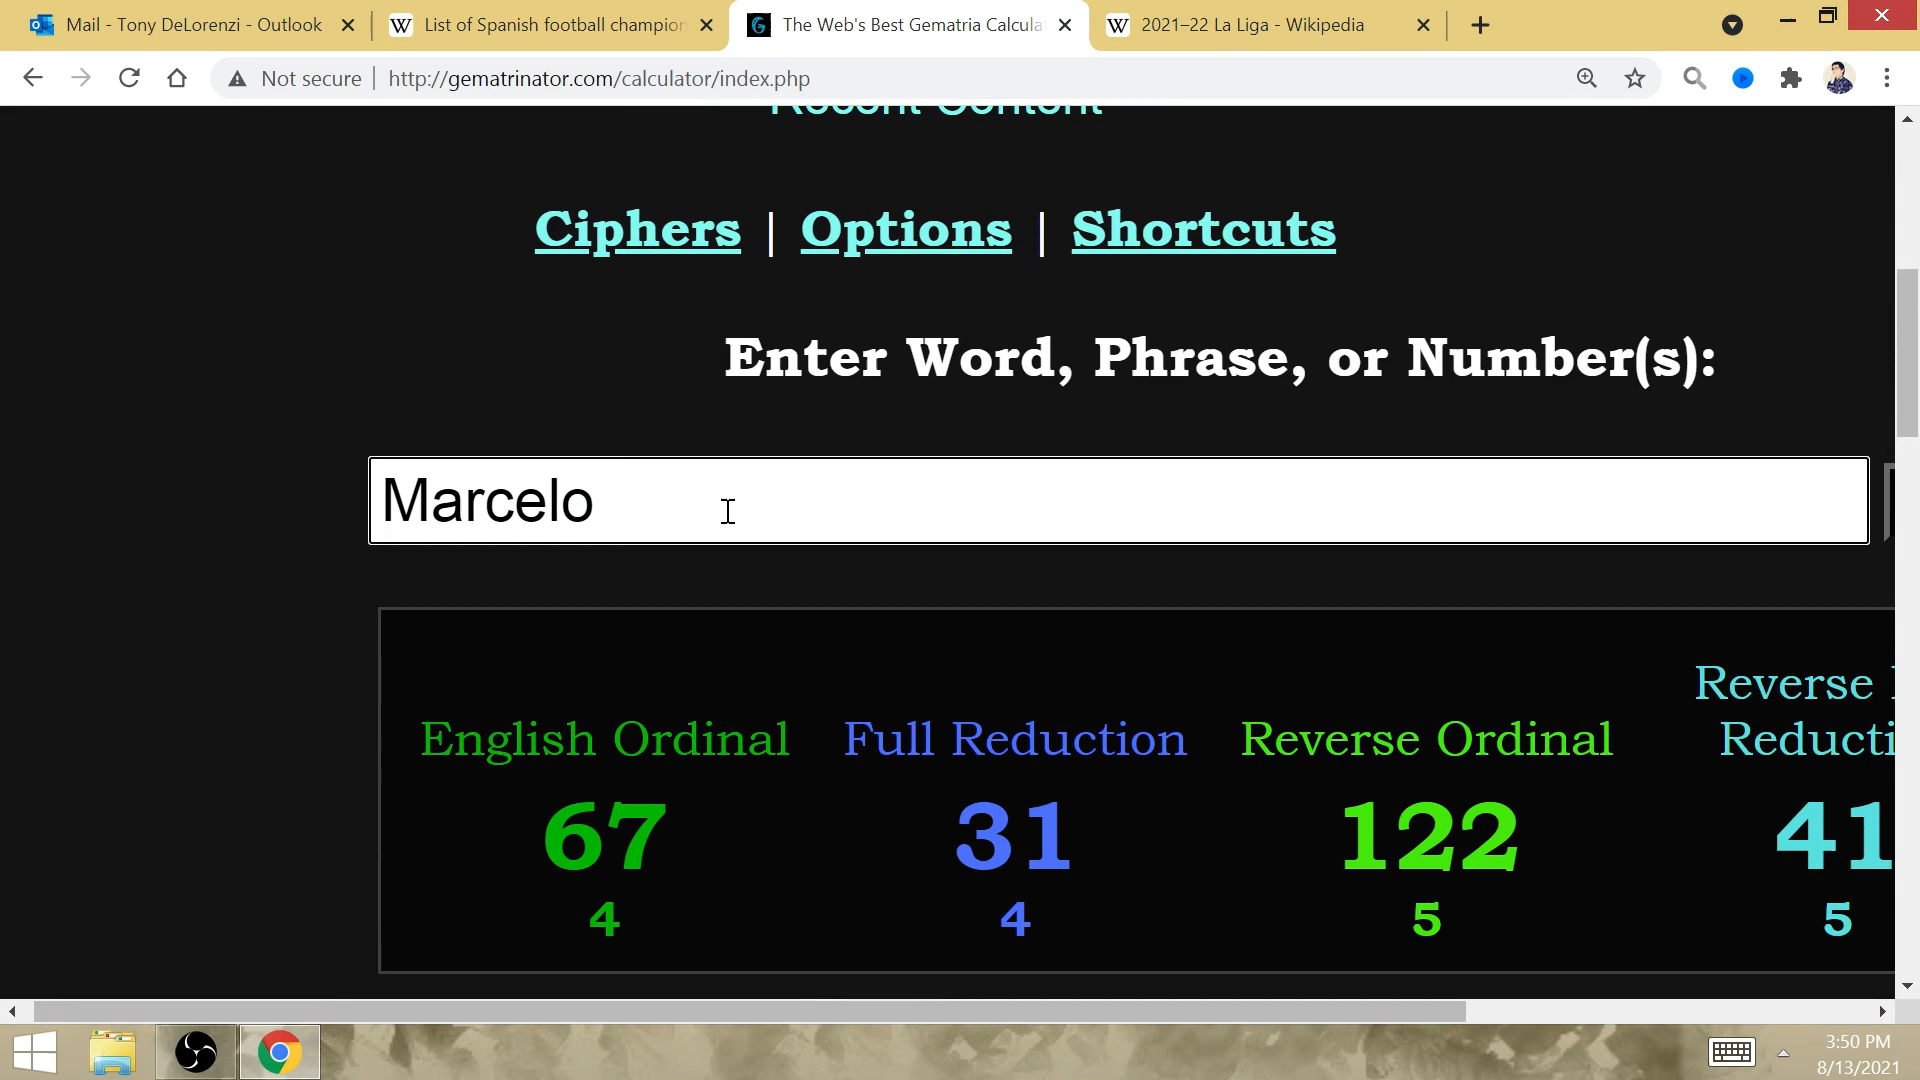 Mail - Tony DeLorenzi - Outlook
List of Spanish football champion
The Web's Best Gematria Calcula
2021–22 La Liga - Wikipedia
Not secure
http://gematrinator.com/calculator/index.php
Recent Content
Ciphers | Options | Shortcuts
Enter Word, Phrase, or Number(s):
Marcelo
English Ordinal
67
4
Full Reduction
31
4
Reverse Ordinal
122
5
Reverse
Reducti
41
5
3:50 PM
8/13/2021